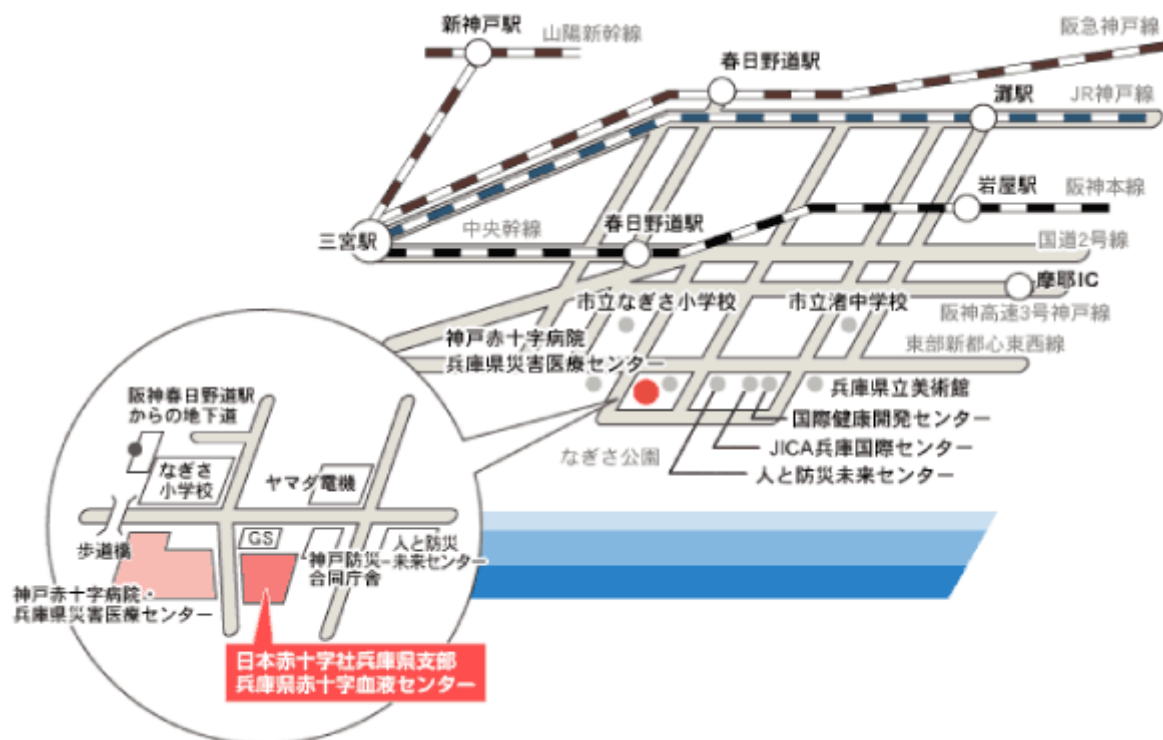 新神戸駅
山陽新幹線
阪急神戸線
春日野道駅
灘駅
JR神戸線
岩屋駅
阪神本線
三宮駅
中央幹線
春日野道駅
国道2号線
摩耶IC
市立なぎさ小学校
市立渚中学校
阪神高速3号神戸線
神戸赤十字病院
兵庫県災害医療センター
東部新都心東西線
兵庫県立美術館
国際健康開発センター
JICA兵庫国際センター
人と防災未来センター
なぎさ公園
阪神春日野道駅
からの地下道
なぎさ
小学校
ヤマダ電機
歩道橋
GS
神戸防災
合同庁舎
人と防災
未来センター
神戸赤十字病院・
兵庫県災害医療センター
日本赤十字社兵庫県支部
兵庫県赤十字血液センター